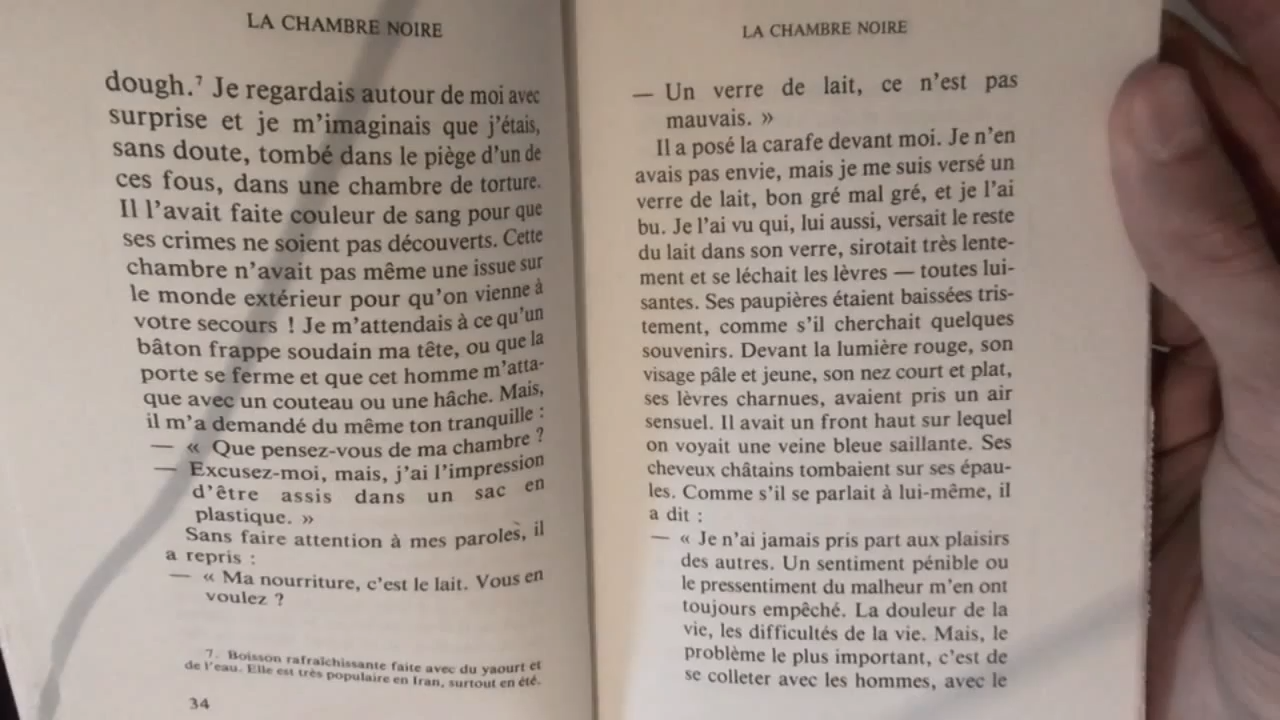 LA CHAMBRE NOIRE
dough.⁷ Je regardais autour de moi avec
surprise et je m'imaginais que j'étais,
sans doute, tombé dans le piège d'un de
ces fous, dans une chambre de torture.
Il l'avait faite couleur de sang pour que
ses crimes ne soient pas découverts. Cette
chambre n'avait pas même une issue sur
le monde extérieur pour qu'on vienne à
votre secours ! Je m'attendais à ce qu'un
bâton frappe soudain ma tête, ou que la
porte se ferme et que cet homme m'atta-
que avec un couteau ou une hâche. Mais,
il m'a demandé du même ton tranquille :
— « Que pensez-vous de ma chambre ?
— Excusez-moi, mais, j'ai l'impression
d'être assis dans un sac en
plastique. »
Sans faire attention à mes paroles, il
a repris :
— « Ma nourriture, c'est le lait. Vous en
voulez ?
7. Boisson rafraîchissante faite avec du yaourt et
de l'eau. Elle est très populaire en Iran, surtout en été.
34
LA CHAMBRE NOIRE
— Un verre de lait, ce n'est pas
mauvais. »
Il a posé la carafe devant moi. Je n'en
avais pas envie, mais je me suis versé un
verre de lait, bon gré mal gré, et je l'ai
bu. Je l'ai vu qui, lui aussi, versait le reste
du lait dans son verre, sirotait très lente-
ment et se léchait les lèvres — toutes lui-
santes. Ses paupières étaient baissées tris-
tement, comme s'il cherchait quelques
souvenirs. Devant la lumière rouge, son
visage pâle et jeune, son nez court et plat,
ses lèvres charnues, avaient pris un air
sensuel. Il avait un front haut sur lequel
on voyait une veine bleue saillante. Ses
cheveux châtains tombaient sur ses épau-
les. Comme s'il se parlait à lui-même, il
a dit :
— « Je n'ai jamais pris part aux plaisirs
des autres. Un sentiment pénible ou
le pressentiment du malheur m'en ont
toujours empêché. La douleur de la
vie, les difficultés de la vie. Mais, le
problème le plus important, c'est de
se colleter avec les hommes, avec le